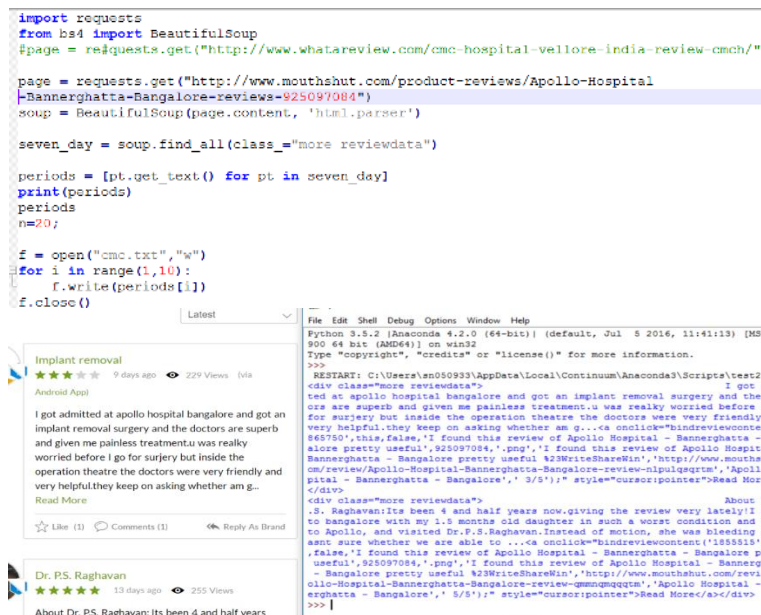 import requests
from bs4 import BeautifulSoup
#page = re#quests.get("http://www.whatareview.com/cmc-hospital-vellore-india-review-cmch/"
page = requests.get("http://www.mouthshut.com/product-reviews/Apollo-Hospital
-Bannerghatta-Bangalore-reviews-925097084")
soup = BeautifulSoup(page.content, 'html.parser')
seven_day = soup.find_all(class_="more reviewdata")
periods = [pt.get_text() for pt in seven_day]
print(periods)
periods
n=20;
f = open("cmc.txt","w")
for i in range(1,10):
f.write(periods[i])
f.close()
Latest
Implant removal
9 days ago 229 Views (via
Android App)
I got admitted at apollo hospital bangalore and got an
implant removal surgery and the doctors are superb
and given me painless treatment.u was realky
worried before I go for surjery but inside the
operation theatre the doctors were very friendly and
very helpful.they keep on asking whether am g...
Read More
Like (1) Comments (1) Reply As Brand
Dr. P.S. Raghavan
13 days ago 255 Views
About Dr. P.S. Raghavan: Its been 4 and half years
File Edit Shell Debug Options Window Help
Python 3.5.2 |Anaconda 4.2.0 (64-bit)| (default, Jul 5 2016, 11:41:13) [MS
900 64 bit (AMD64)] on win32
Type "copyright", "credits" or "license()" for more information.
>>>
RESTART: C:\Users\sn050933\AppData\Local\Continuum\Anaconda3\Scripts\test2
<div class="more reviewdata"> I got
ted at apollo hospital bangalore and got an implant removal surgery and the
ors are superb and given me painless treatment.u was realky worried before
for surjery but inside the operation theatre the doctors were very friendly
very helpful.they keep on asking whether am g...<a onclick="bindreviewconte
865750',this,false,'I found this review of Apollo Hospital - Bannerghatta -
alore pretty useful',925097084,'.png','I found this review of Apollo Hospit
Bannerghatta - Bangalore pretty useful %23WriteShareWin','http://www.mouths
om/review/Apollo-Hospital-Bannerghatta-Bangalore-review-nlpulqsqrtm','Apoll
pital - Bannerghatta - Bangalore',' 3/5');" style="cursor:pointer">Read Mor
</div>
<div class="more reviewdata"> About
.S. Raghavan:Its been 4 and half years now.giving the review very lately!I
to bangalore with my 1.5 months old daughter in such a worst condition and
to Apollo, and visited Dr.P.S.Raghavan.Instead of motion, she was bleeding
asnt sure whether we are able to ...<a onclick="bindreviewcontent('1855515'
,false,'I found this review of Apollo Hospital - Bannerghatta - Bangalore p
useful',925097084,'.png','I found this review of Apollo Hospital - Bannerg
- Bangalore pretty useful %23WriteShareWin','http://www.mouthshut.com/revi
ollo-Hospital-Bannerghatta-Bangalore-review-qmmnqmqqqtm','Apollo Hospital -
erghatta - Bangalore',' 5/5');" style="cursor:pointer">Read More</a></div>
>>>